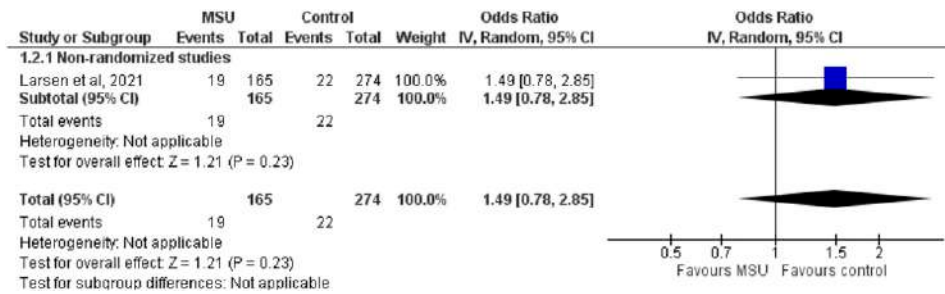 MSU Control Odds Ratio Odds Ratio
Study or Subgroup Events Total Events Total Weight IV, Random, 95% CI IV, Random, 95% CI
1.2.1 Non-randomized studies
Larsen et al, 2021 19 165 22 274 100.0% 1.49 [0.78, 2.85]
Subtotal (95% CI) 165 274 100.0% 1.49 [0.78, 2.85]
Total events 19 22
Heterogeneity: Not applicable
Test for overall effect: Z = 1.21 (P = 0.23)
Total (95% CI) 165 274 100.0% 1.49 [0.78, 2.85]
Total events 19 22
Heterogeneity: Not applicable
Test for overall effect: Z = 1.21 (P = 0.23)
Test for subgroup differences: Not applicable
0.5 0.7 1 1.5 2
Favours MSU Favours control